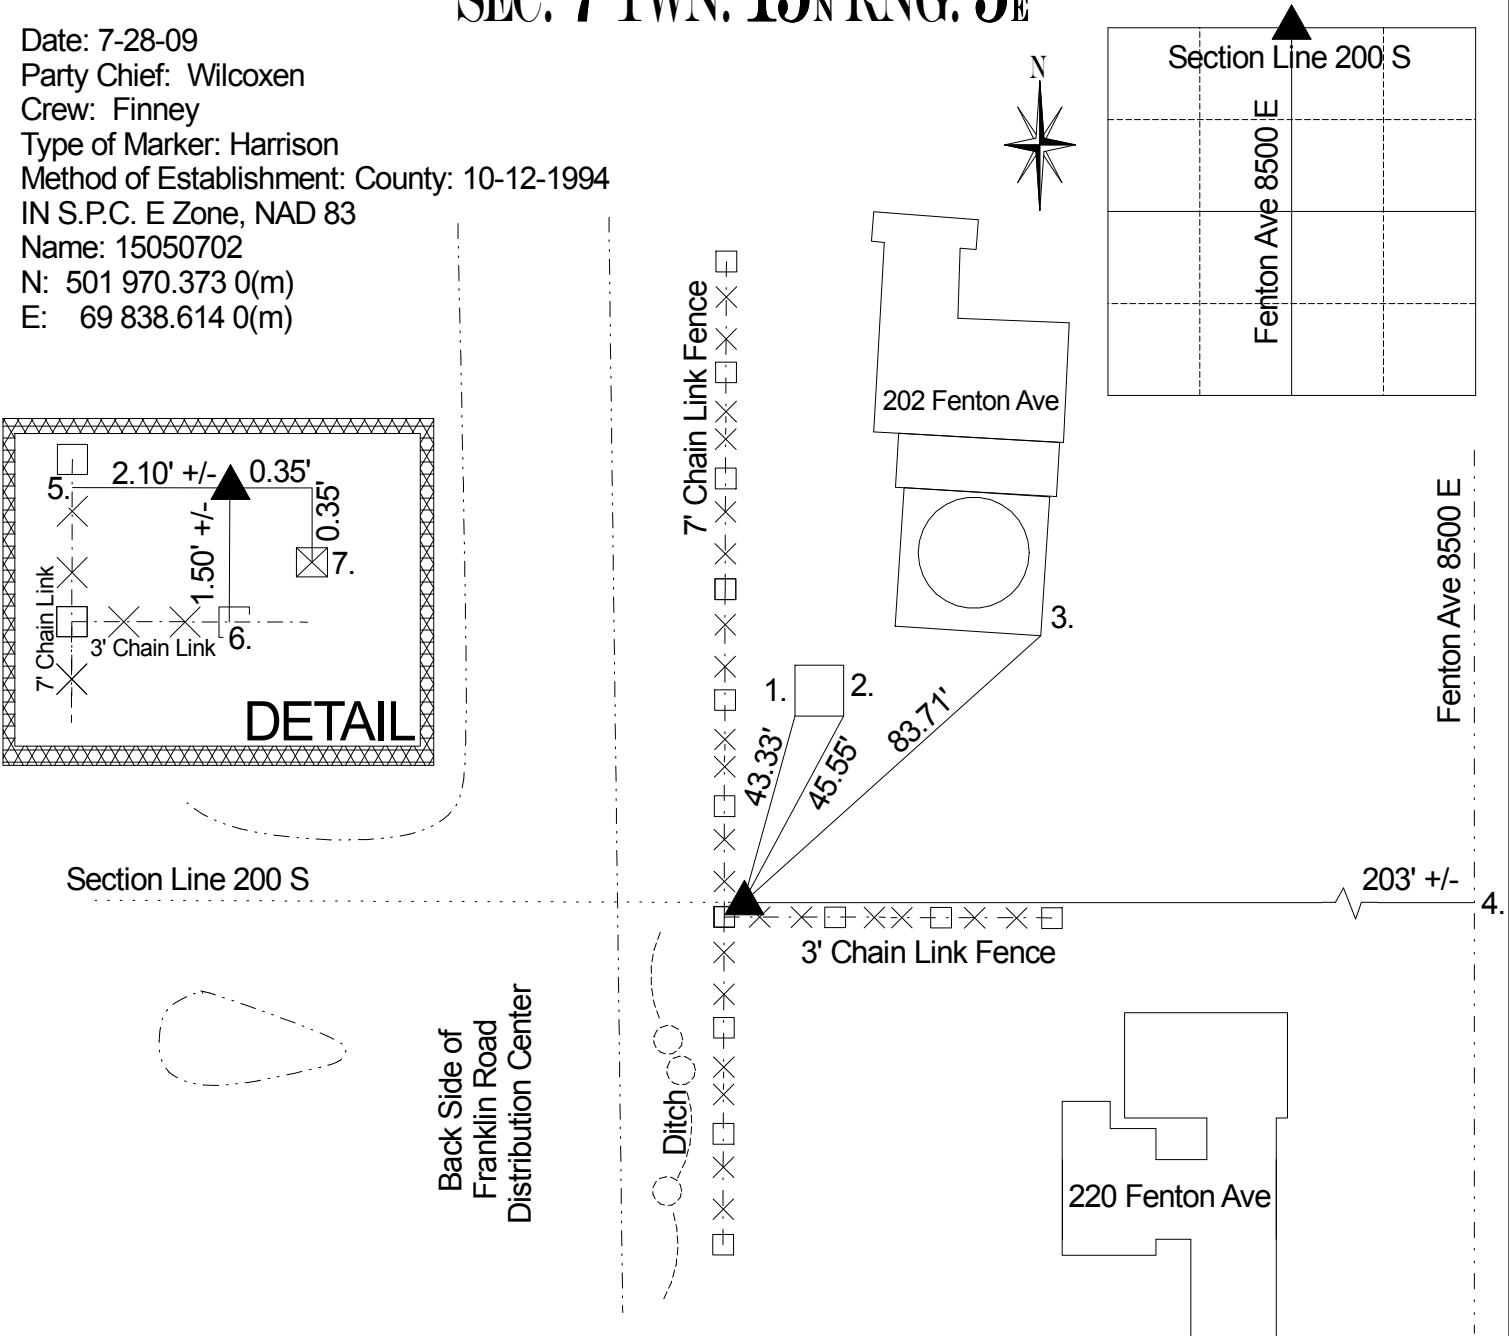 SEC. 7 TWN. 15N RNG. 5E
Date: 7-28-09
Party Chief: Wilcoxen
Crew: Finney
Type of Marker: Harrison
Method of Establishment: County: 10-12-1994
IN S.P.C. E Zone, NAD 83
Name: 15050702
N: 501 970.373 0(m)
E: 69 838.614 0(m)
N
Section Line 200 S
Fenton Ave 8500 E
7' Chain Link Fence
202 Fenton Ave
5.
2.10' +/-
0.35'
0.35'
1.50' +/-
7.
7' Chain Link
3' Chain Link
6.
DETAIL
Fenton Ave 8500 E
3.
1.
2.
43.33'
45.55'
83.71'
Section Line 200 S
203' +/-
4.
3' Chain Link Fence
Back Side of
Franklin Road
Distribution Center
Ditch
220 Fenton Ave